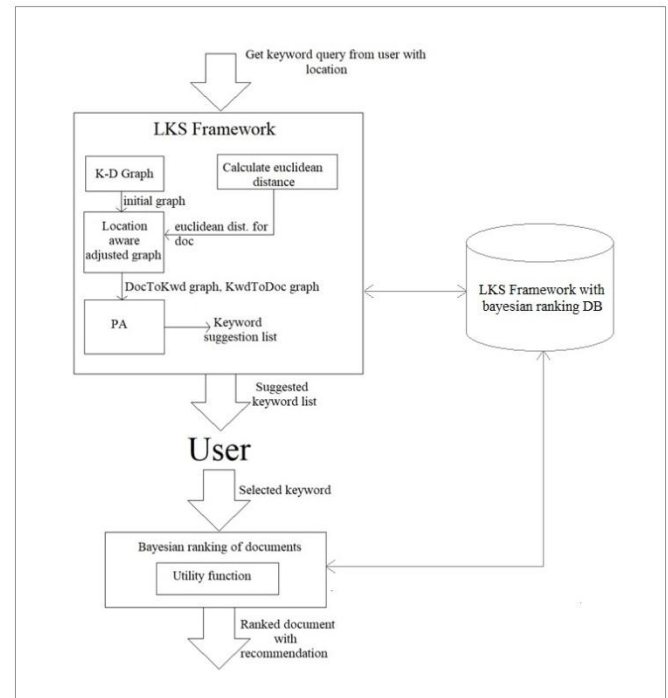 Get keyword query from user with
location
LKS Framework
K-D Graph
Calculate euclidean
distance
initial graph
Location
aware
adjusted graph
euclidean dist. for
doc
DocToKwd graph, KwdToDoc graph
PA
Keyword
suggestion list
LKS Framework with
bayesian ranking DB
Suggested
keyword list
User
Selected keyword
Bayesian ranking of documents
Utility function
Ranked document
with
recommendation